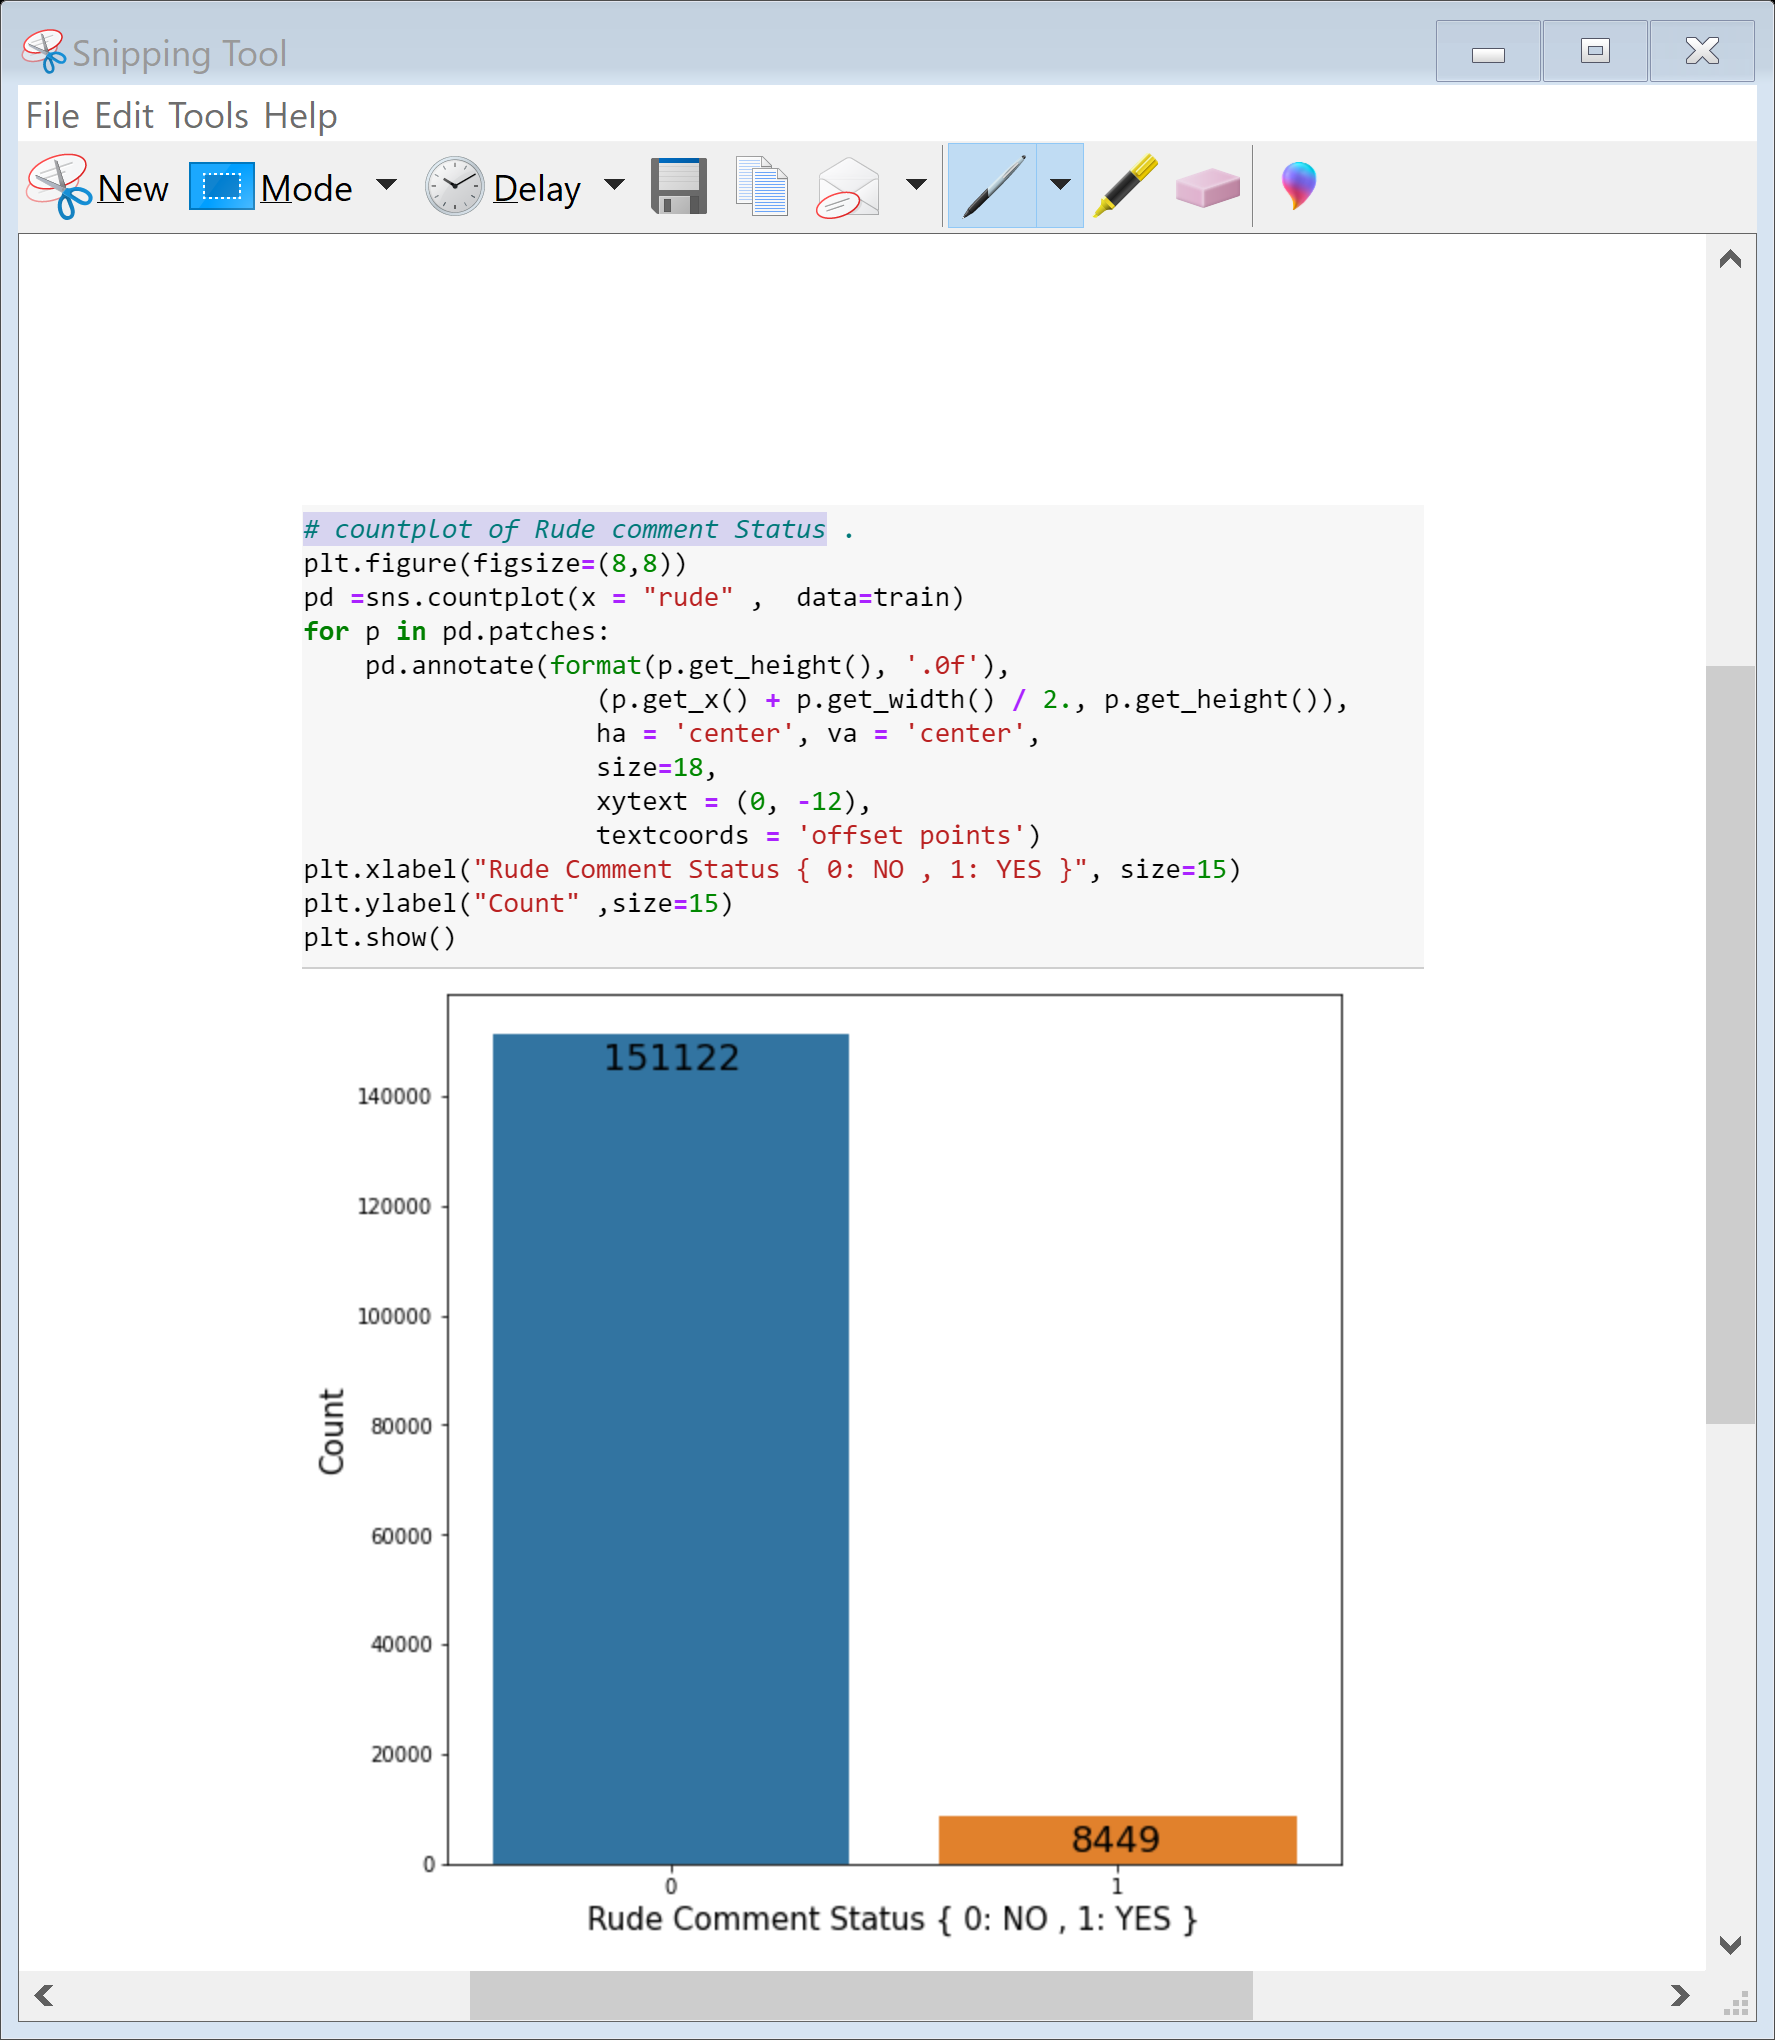 Snipping Tool
File Edit Tools Help
New Mode Delay
# countplot of Rude comment Status .
plt.figure(figsize=(8,8))
pd =sns.countplot(x = "rude" ,  data=train)
for p in pd.patches:
    pd.annotate(format(p.get_height(), '.0f'),
                   (p.get_x() + p.get_width() / 2., p.get_height()),
                   ha = 'center', va = 'center',
                   size=18,
                   xytext = (0, -12),
                   textcoords = 'offset points')
plt.xlabel("Rude Comment Status { 0: NO , 1: YES }", size=15)
plt.ylabel("Count" ,size=15)
plt.show()
151122
140000
120000
100000
80000
60000
40000
20000
0
Count
8449
0 1
Rude Comment Status { 0: NO , 1: YES }